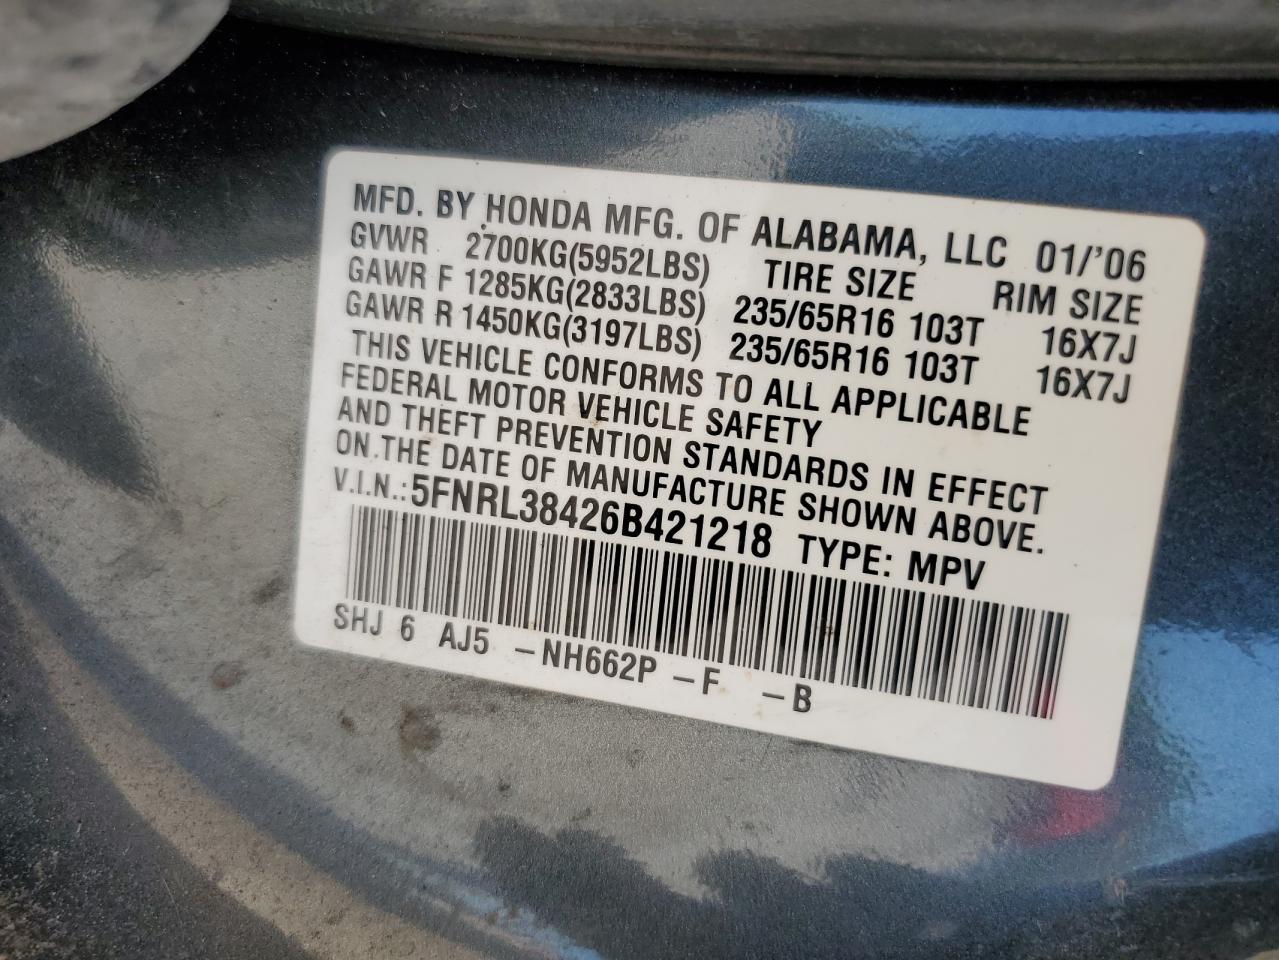 MFD. BY HONDA MFG. OF ALABAMA, LLC 01/'06
GVWR 2700KG(5952LBS) TIRE SIZE RIM SIZE
GAWR F 1285KG(2833LBS) 235/65R16 103T 16X7J
GAWR R 1450KG(3197LBS) 235/65R16 103T 16X7J
THIS VEHICLE CONFORMS TO ALL APPLICABLE
FEDERAL MOTOR VEHICLE SAFETY
AND THEFT PREVENTION STANDARDS IN EFFECT
ON THE DATE OF MANUFACTURE SHOWN ABOVE.
V.I.N.: 5FNRL38426B421218 TYPE: MPV
SHJ 6 AJ5 -NH662P -F -B